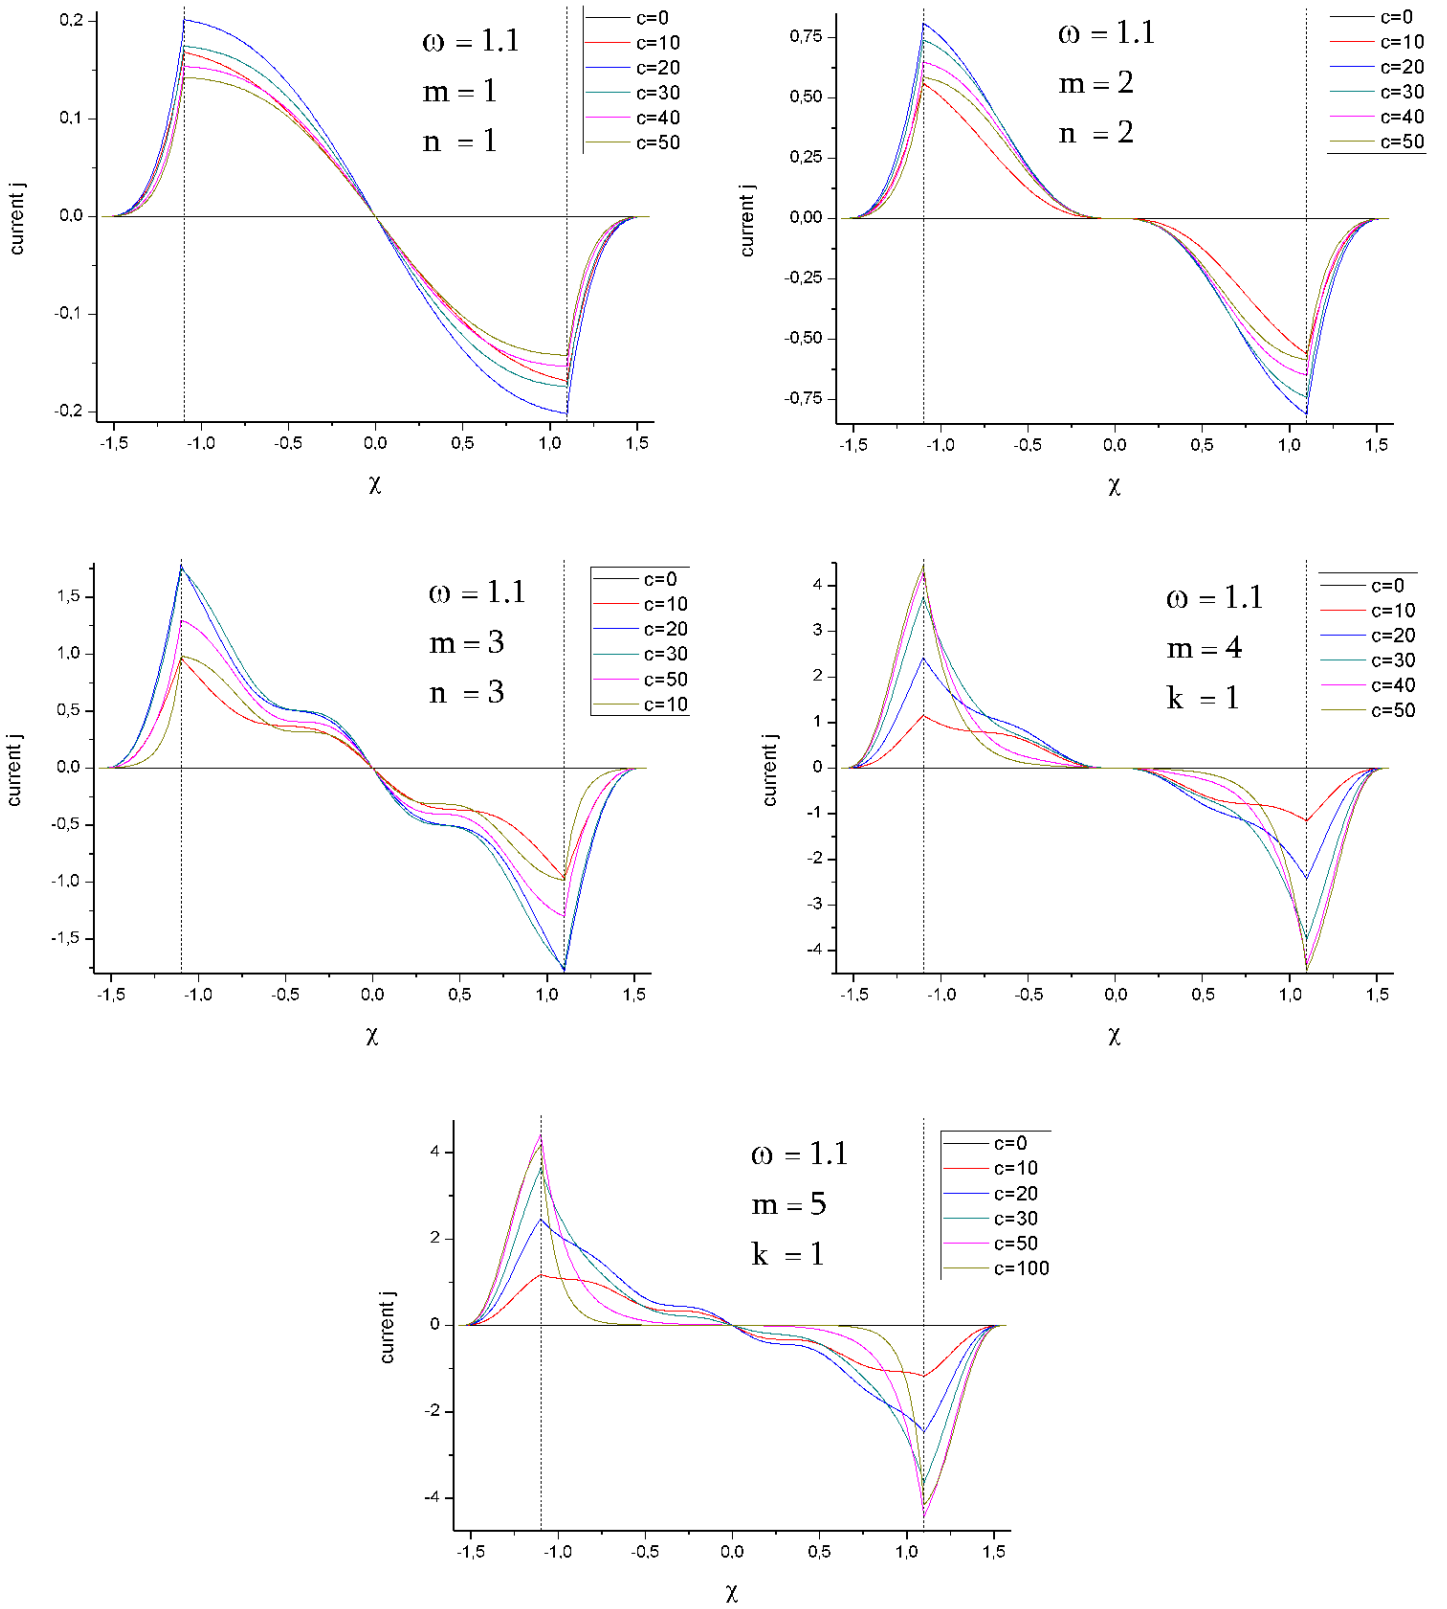 0,2
0,1
0,0
-0,1
-0,2
current j
-1,5 -1,0 -0,5 0,0 0,5 1,0 1,5
χ
ω = 1.1
m = 1
n = 1
c=0
c=10
c=20
c=30
c=40
c=50
0,75
0,50
0,25
0,00
-0,25
-0,50
-0,75
current j
-1,5 -1,0 -0,5 0,0 0,5 1,0 1,5
χ
ω = 1.1
m = 2
n = 2
c=0
c=10
c=20
c=30
c=40
c=50
1,5
1,0
0,5
0,0
-0,5
-1,0
-1,5
current j
-1,5 -1,0 -0,5 0,0 0,5 1,0 1,5
χ
ω = 1.1
m = 3
n = 3
c=0
c=10
c=20
c=30
c=50
c=10
4
3
2
1
0
-1
-2
-3
-4
current j
-1,5 -1,0 -0,5 0,0 0,5 1,0 1,5
χ
ω = 1.1
m = 4
k = 1
c=0
c=10
c=20
c=30
c=40
c=50
4
2
0
-2
-4
current j
-1,5 -1,0 -0,5 0,0 0,5 1,0 1,5
χ
ω = 1.1
m = 5
k = 1
c=0
c=10
c=20
c=30
c=50
c=100